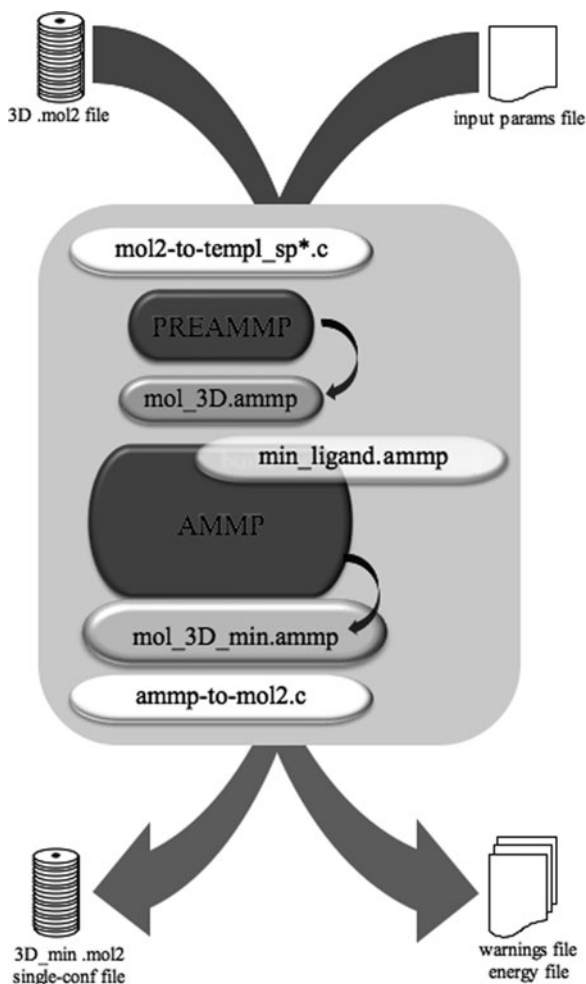 3D .mol2 file
input params file
mol2-to-templ_sp*.c
PREAMMP
mol_3D.ammp
min_ligand.ammp
AMMP
mol_3D_min.ammp
ammp-to-mol2.c
3D_min .mol2
single-conf file
warnings file
energy file